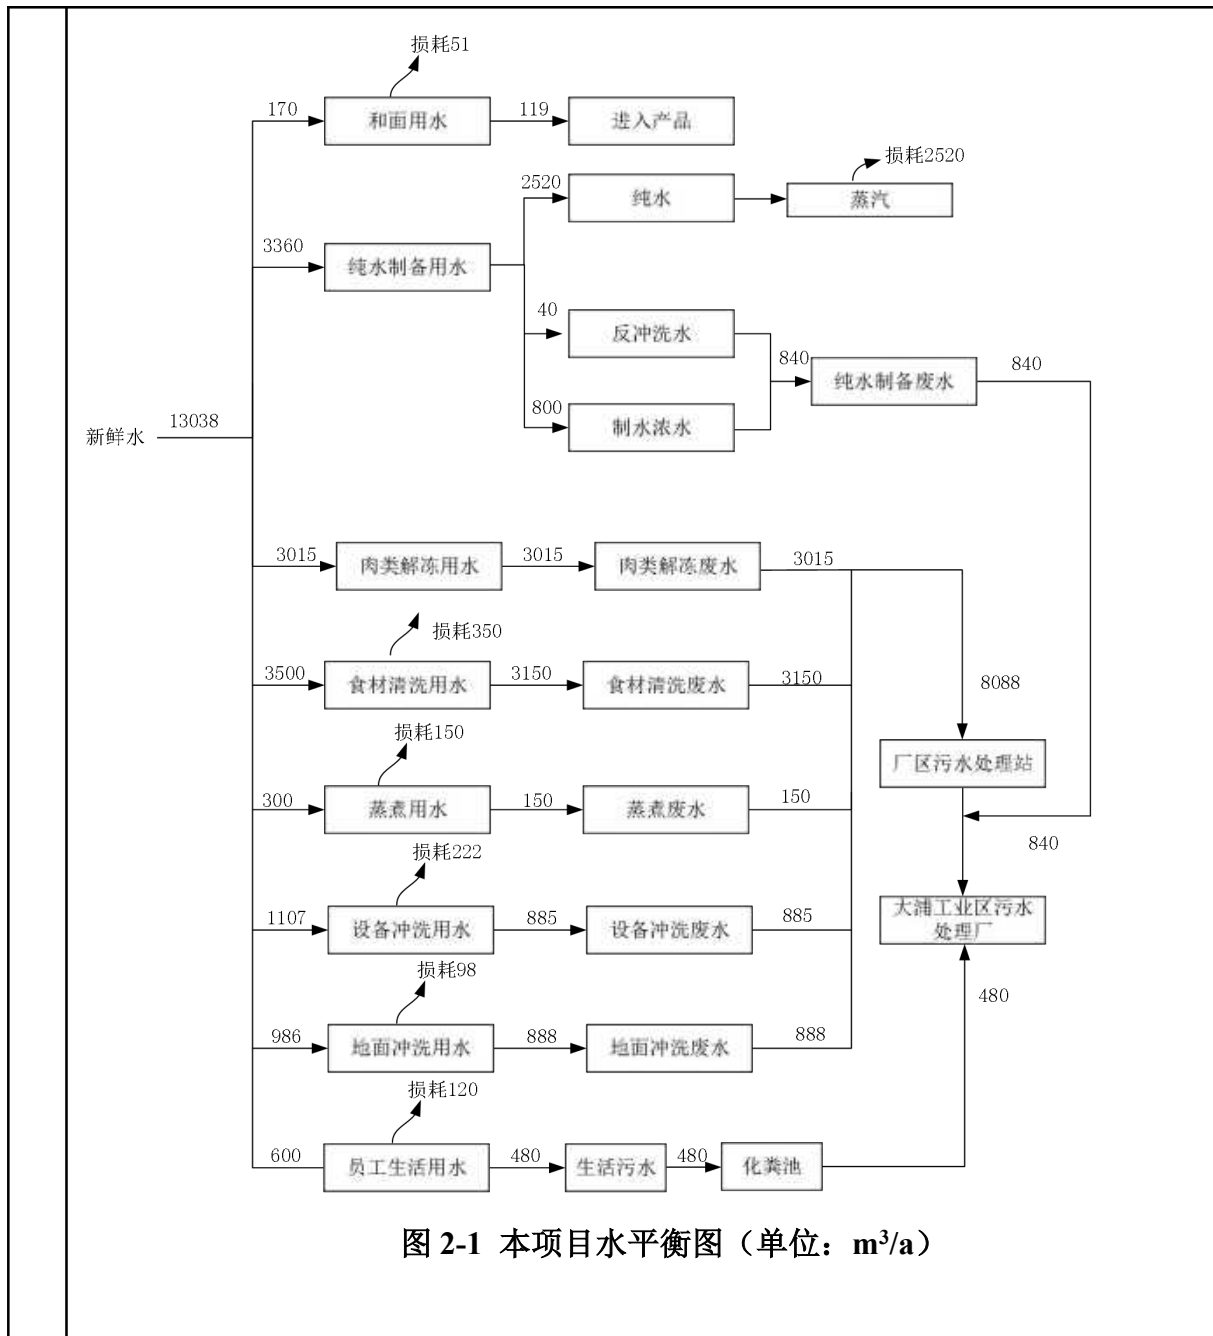 损耗51
170
和面用水
119
进入产品
损耗2520
2520
纯水
蒸汽
3360
纯水制备用水
40
反冲洗水
840
纯水制备废水
840
800
制水浓水
新鲜水
13038
3015
肉类解冻用水
3015
肉类解冻废水
3015
损耗350
3500
食材清洗用水
3150
食材清洗废水
3150
8088
损耗150
厂区污水处理站
300
蒸煮用水
150
蒸煮废水
150
840
损耗222
1107
设备冲洗用水
885
设备冲洗废水
885
大浦工业区污水
处理厂
损耗98
480
986
地面冲洗用水
888
地面冲洗废水
888
损耗120
600
员工生活用水
480
生活污水
480
化粪池
图 2-1 本项目水平衡图（单位：m³/a）